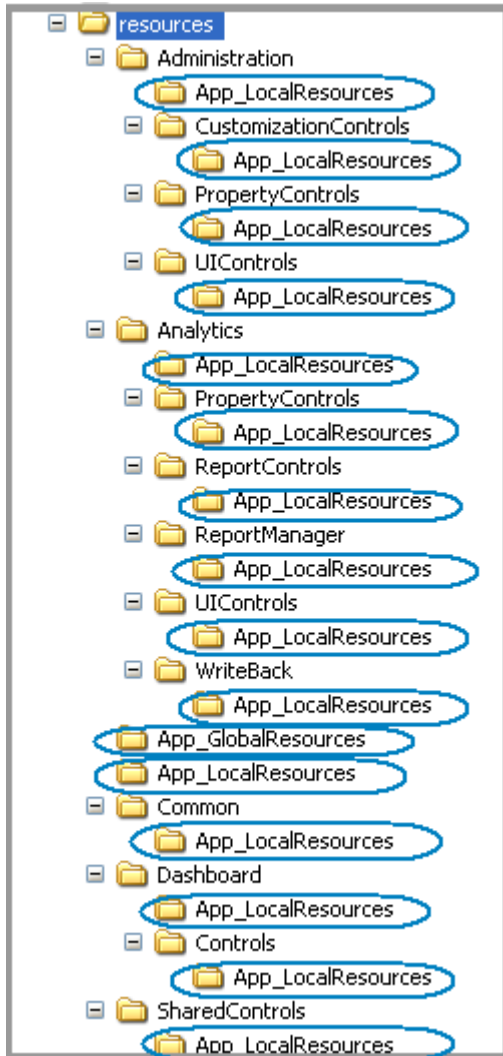 resources
Administration
App_LocalResources
CustomizationControls
App_LocalResources
PropertyControls
App_LocalResources
UIControls
App_LocalResources
Analytics
App_LocalResources
PropertyControls
App_LocalResources
ReportControls
App_LocalResources
ReportManager
App_LocalResources
UIControls
App_LocalResources
WriteBack
App_LocalResources
App_GlobalResources
App_LocalResources
Common
App_LocalResources
Dashboard
App_LocalResources
Controls
App_LocalResources
SharedControls
App_LocalResources